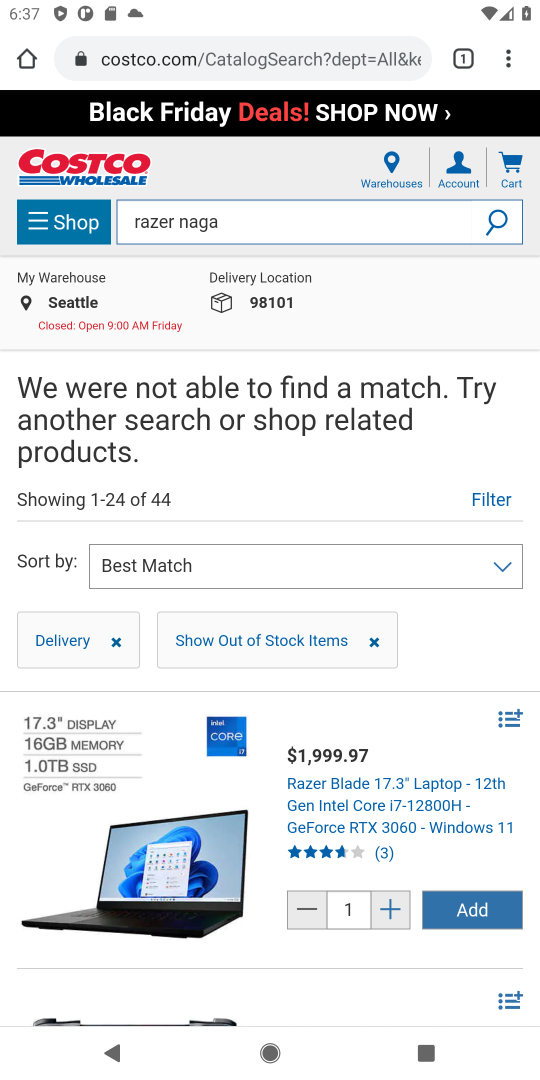 6:37
costco.com/CatalogSearch?dept=All&ke
1
Black Friday Deals! SHOP NOW ›
COSTCO
WHOLESALE
Warehouses
Account
Cart
Shop
razer naga
My Warehouse
Delivery Location
Seattle
98101
Closed: Open 9:00 AM Friday
We were not able to find a match. Try
another search or shop related
products.
Showing 1-24 of 44
Filter
Sort by:
Best Match
Delivery
Show Out of Stock Items
17.3" DISPLAY
16GB MEMORY
1.0TB SSD
GeForce™ RTX 3060
intel
CORE
i7
$1,999.97
Razer Blade 17.3" Laptop - 12th
Gen Intel Core i7-12800H -
GeForce RTX 3060 - Windows 11
(3)
1
Add